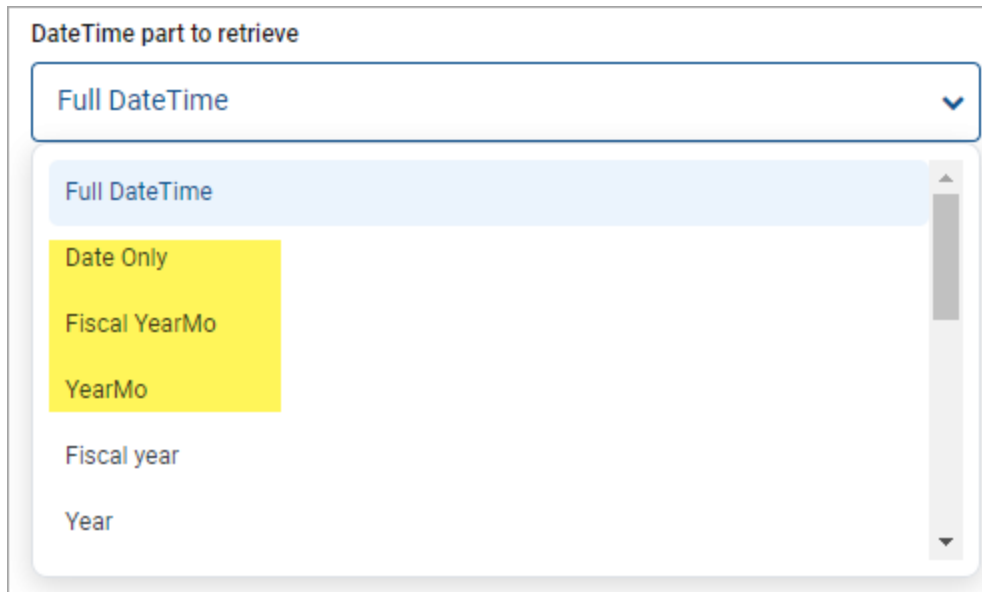 DateTime part to retrieve
Full DateTime
Full DateTime
Date Only
Fiscal YearMo
YearMo
Fiscal year
Year